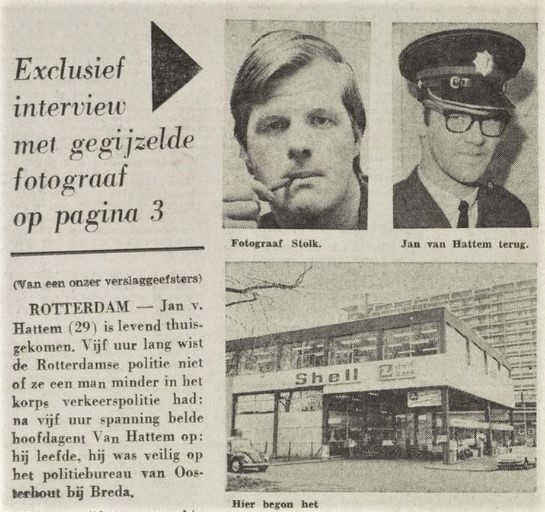 Exclusief
interview
met gegijzelde
fotograaf
op pagina 3
Fotograaf Stolk.
Jan van Hattem terug.
(Van een onzer verslaggeefsters)
ROTTERDAM — Jan v.
Hattem (29) is levend thuis-
gekomen. Vijf uur lang wist
de Rotterdamse politie niet
of ze een man minder in het
korps verkeerspolitie had:
na vijf uur spanning belde
hoofdagent Van Hattem op:
hij leefde, hij was veilig op
het politiebureau van Oos-
terhout bij Breda.
Shell
Hier begon het